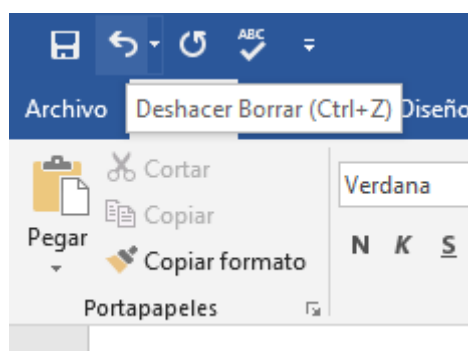 ABC
Archivo Deshacer Borrar (Ctrl+Z) Diseño
Cortar
Verdana
Copiar
Pegar
N K S
Copiar formato
Portapapeles